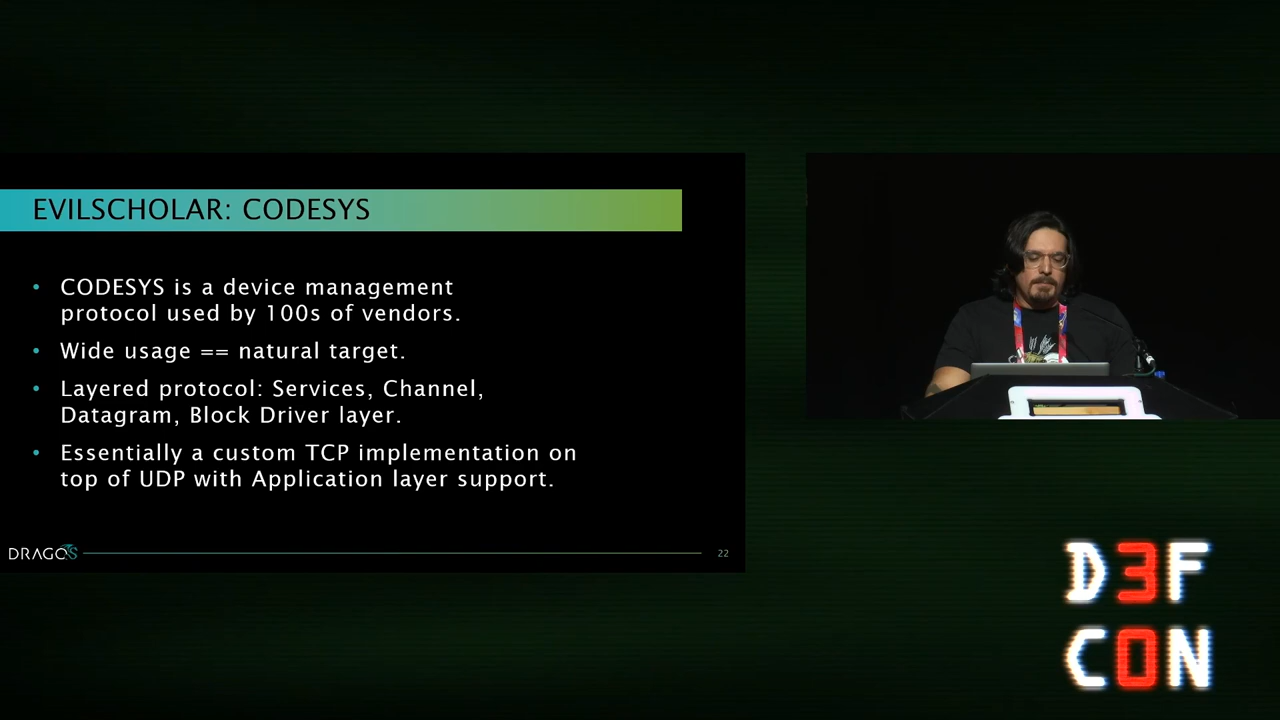 EVILSCHOLAR: CODESYS
• CODESYS is a device management
protocol used by 100s of vendors.
• Wide usage == natural target.
• Layered protocol: Services, Channel,
Datagram, Block Driver layer.
• Essentially a custom TCP implementation on
top of UDP with Application layer support.
DRAGOS
22
D3F
C0N